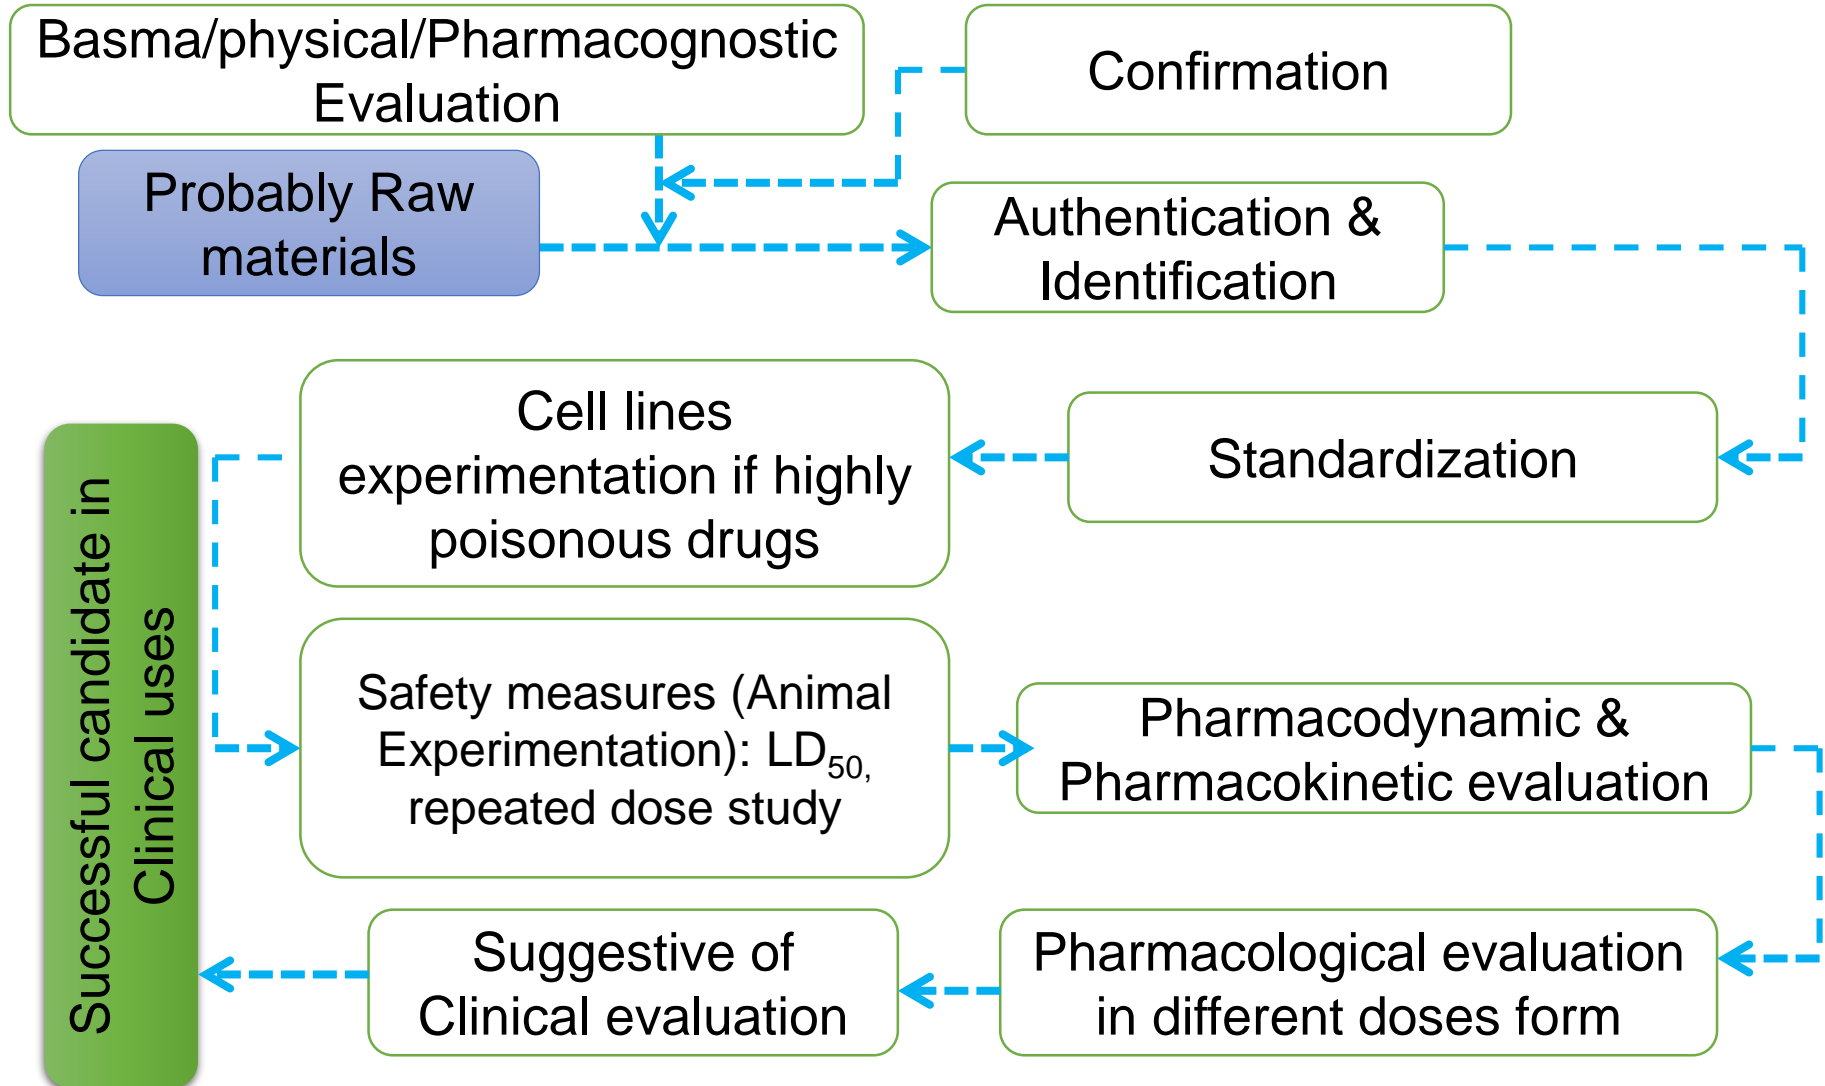 Basma/physical/Pharmacognostic
Evaluation
Confirmation
Probably Raw
materials
Authentication &
Identification
Cell lines
experimentation if highly
poisonous drugs
Standardization
Successful candidate in
Clinical uses
Safety measures (Animal
Experimentation): LD50,
repeated dose study
Pharmacodynamic &
Pharmacokinetic evaluation
Suggestive of
Clinical evaluation
Pharmacological evaluation
in different doses form